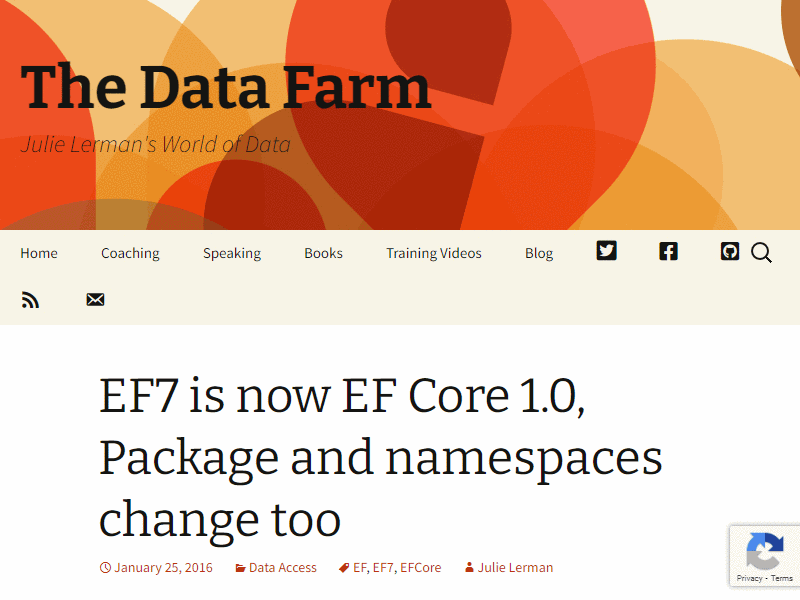 The Data Farm
Julie Lerman's World of Data
Home Coaching Speaking Books Training Videos Blog
EF7 is now EF Core 1.0,
Package and namespaces
change too
January 25, 2016 Data Access EF, EF7, EFCore Julie Lerman
Privacy - Terms